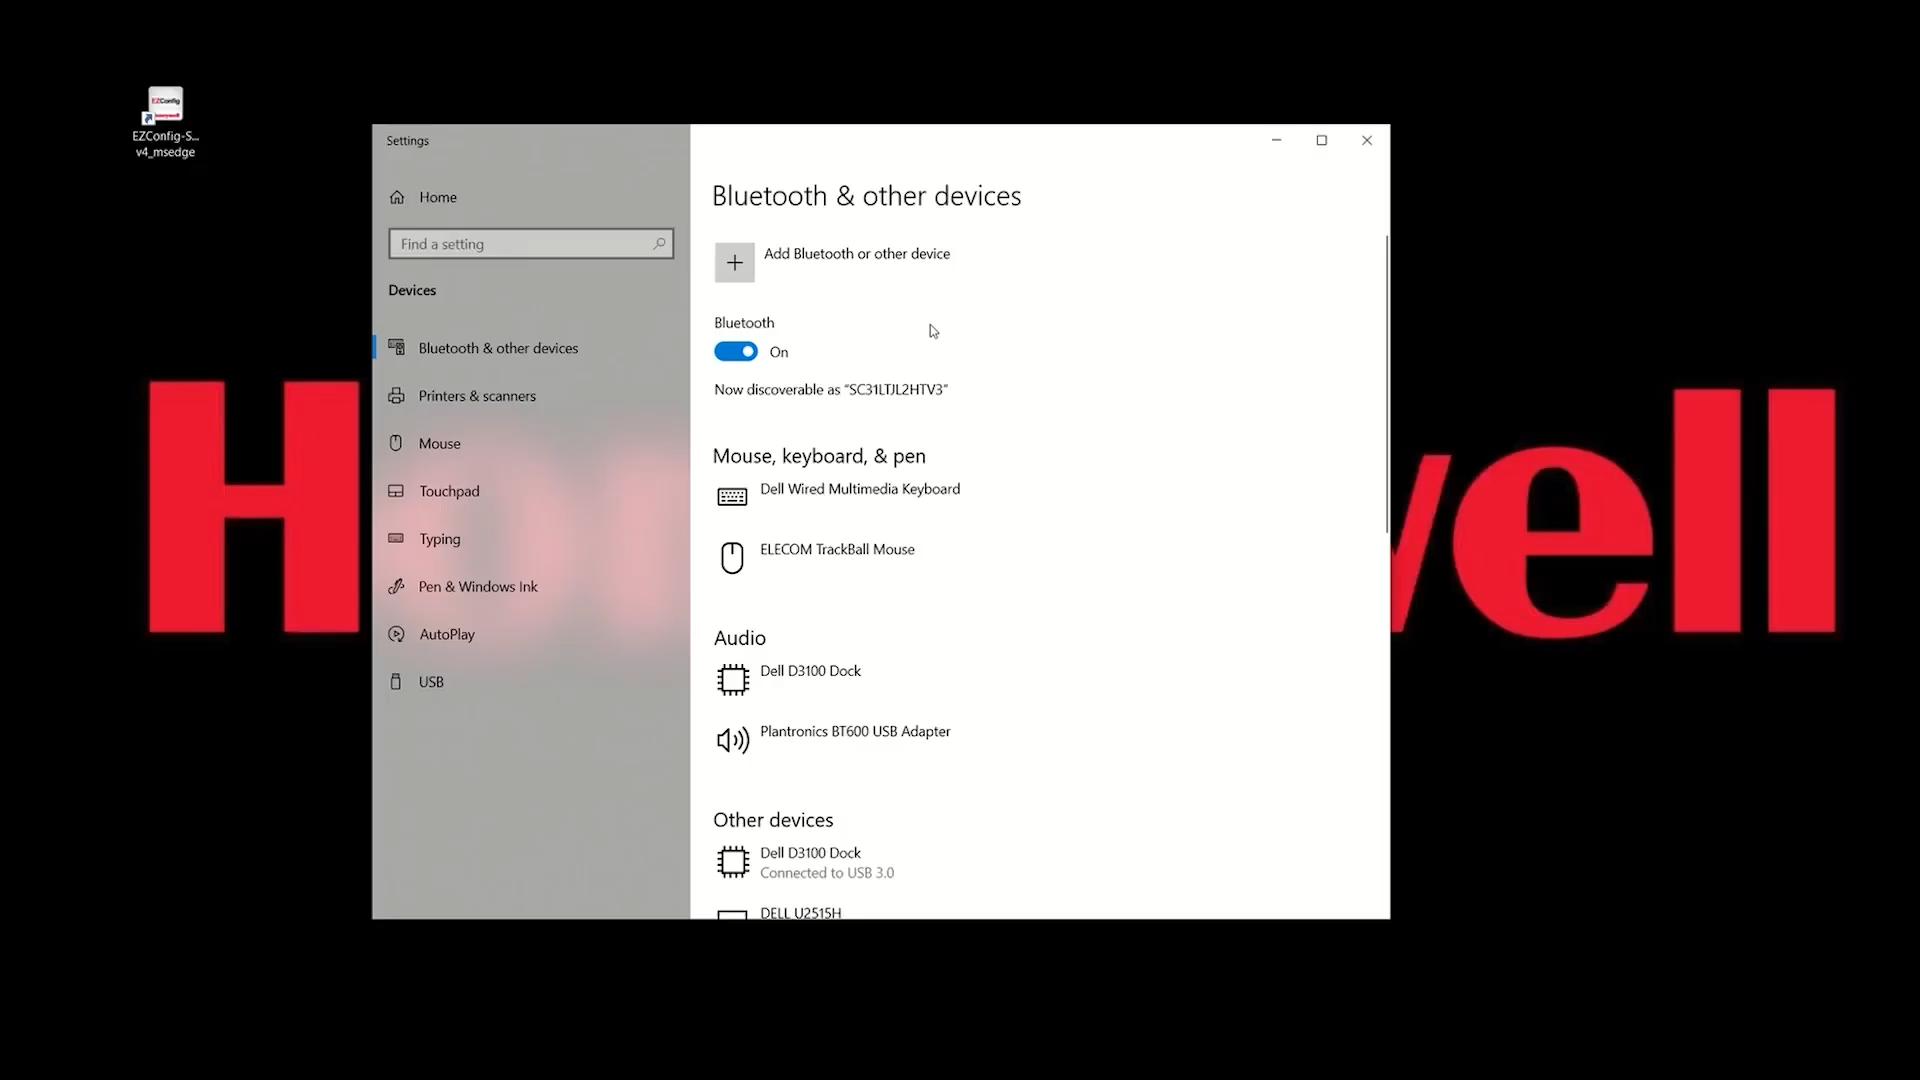 EZConfig
Honeywell
EZConfig-S...
v4_msedge
Settings
Home
Find a setting
Devices
Bluetooth & other devices
Printers & scanners
Mouse
Touchpad
Typing
Pen & Windows Ink
AutoPlay
USB
Bluetooth & other devices
Add Bluetooth or other device
Bluetooth
On
Now discoverable as “SC31LTJL2HTV3”
Mouse, keyboard, & pen
Dell Wired Multimedia Keyboard
ELECOM TrackBall Mouse
Audio
Dell D3100 Dock
Plantronics BT600 USB Adapter
Other devices
Dell D3100 Dock
Connected to USB 3.0
DELL U2515H
H
ell